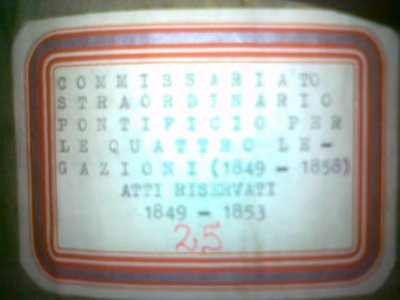 COMMISSARIATO
STRAORDINARIO
PONTIFICIO PER
LE QUATTRO LE-
GAZIONI (1849 - 1858)
ATTI RISERVATI
1849 - 1853
25